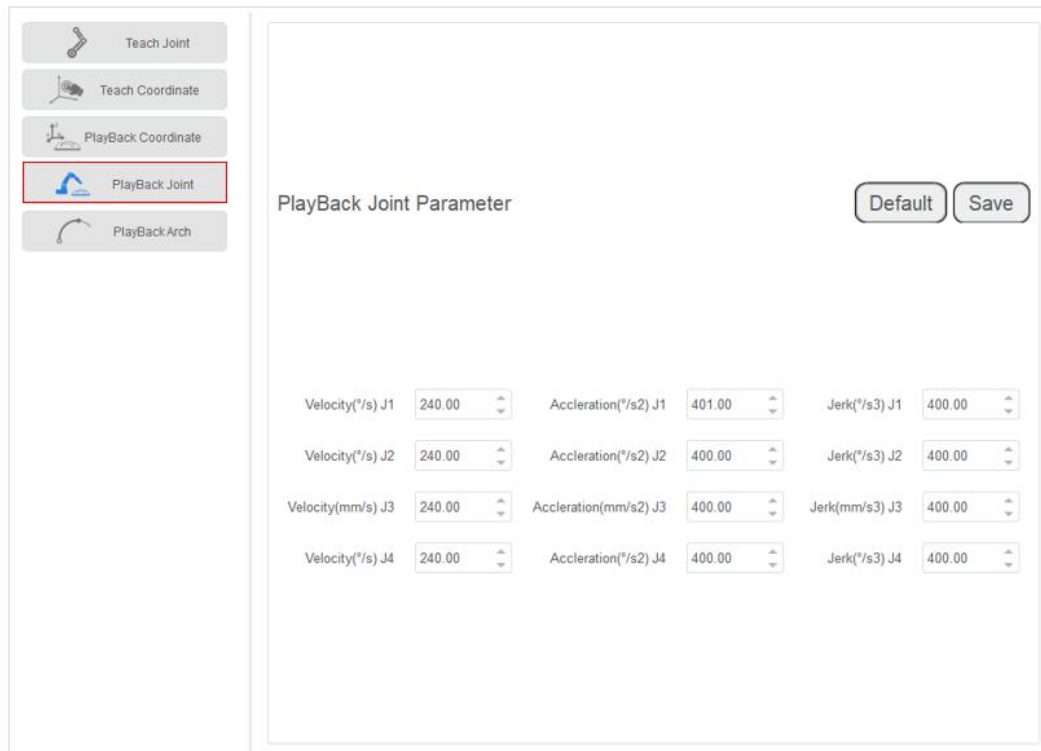 Teach Joint
Teach Coordinate
PlayBack Coordinate
PlayBack Joint
PlayBack Arch
PlayBack Joint Parameter Default Save
Velocity(°/s) J1 240.00 Accleration(°/s2) J1 401.00 Jerk(°/s3) J1 400.00
Velocity(°/s) J2 240.00 Accleration(°/s2) J2 400.00 Jerk(°/s3) J2 400.00
Velocity(mm/s) J3 240.00 Accleration(mm/s2) J3 400.00 Jerk(mm/s3) J3 400.00
Velocity(°/s) J4 240.00 Accleration(°/s2) J4 400.00 Jerk(°/s3) J4 400.00